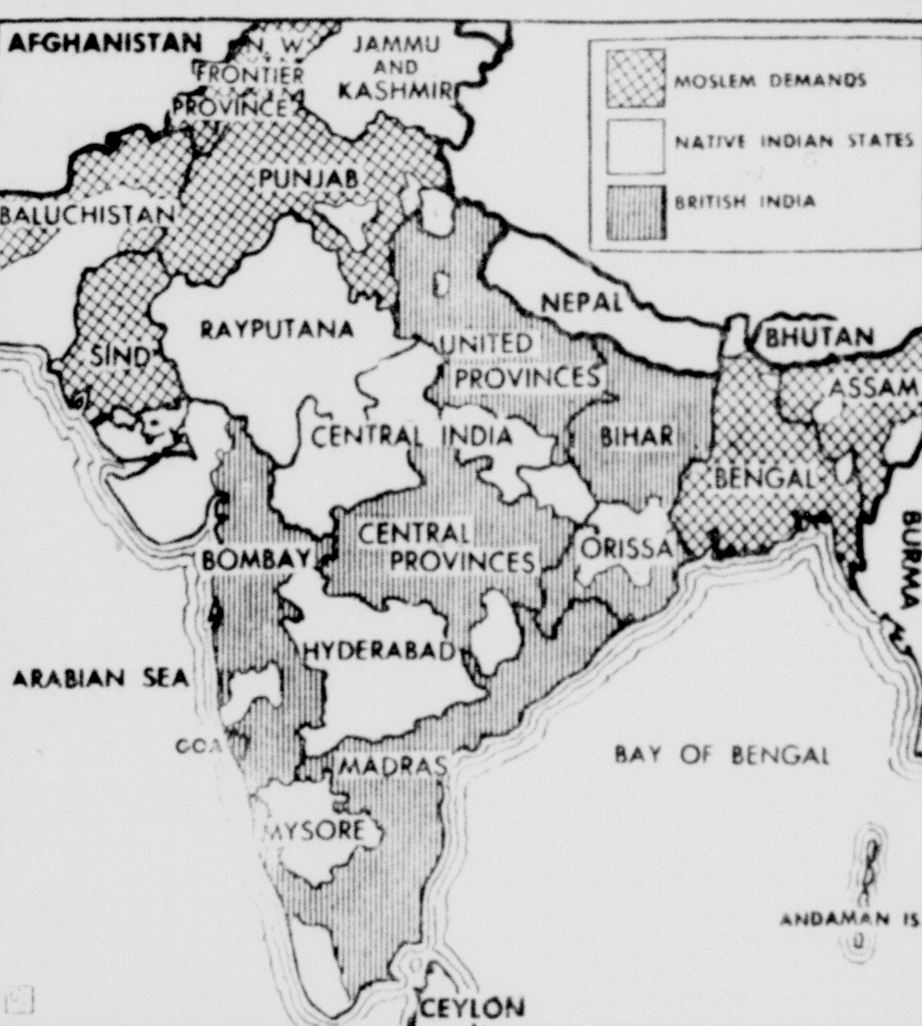 AFGHANISTAN
N. W.
FRONTIER
PROVINCE
JAMMU
AND
KASHMIR
MOSLEM DEMANDS
NATIVE INDIAN STATES
BRITISH INDIA
PUNJAB
BALUCHISTAN
NEPAL
BHUTAN
RAYPUTANA
UNITED
PROVINCES
SIND
ASSAM
CENTRAL INDIA
BIHAR
BENGAL
CENTRAL
PROVINCES
ORISSA
BOMBAY
BURMA
HYDERABAD
ARABIAN SEA
GOA
MADRAS
BAY OF BENGAL
MYSORE
ANDAMAN IS
CEYLON